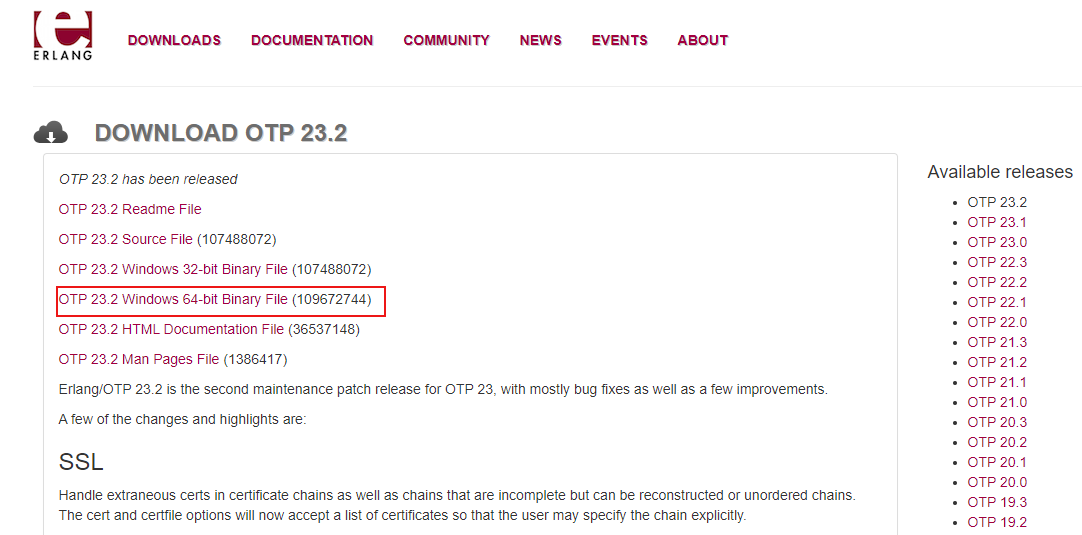 ERLANG
DOWNLOADS DOCUMENTATION COMMUNITY NEWS EVENTS ABOUT
DOWNLOAD OTP 23.2
OTP 23.2 has been released
OTP 23.2 Readme File
OTP 23.2 Source File (107488072)
OTP 23.2 Windows 32-bit Binary File (107488072)
OTP 23.2 Windows 64-bit Binary File (109672744)
OTP 23.2 HTML Documentation File (36537148)
OTP 23.2 Man Pages File (1386417)
Erlang/OTP 23.2 is the second maintenance patch release for OTP 23, with mostly bug fixes as well as a few improvements.
A few of the changes and highlights are:
SSL
Handle extraneous certs in certificate chains as well as chains that are incomplete but can be reconstructed or unordered chains.
The cert and certfile options will now accept a list of certificates so that the user may specify the chain explicitly.
Available releases
OTP 23.2
OTP 23.1
OTP 23.0
OTP 22.3
OTP 22.2
OTP 22.1
OTP 22.0
OTP 21.3
OTP 21.2
OTP 21.1
OTP 21.0
OTP 20.3
OTP 20.2
OTP 20.1
OTP 20.0
OTP 19.3
OTP 19.2